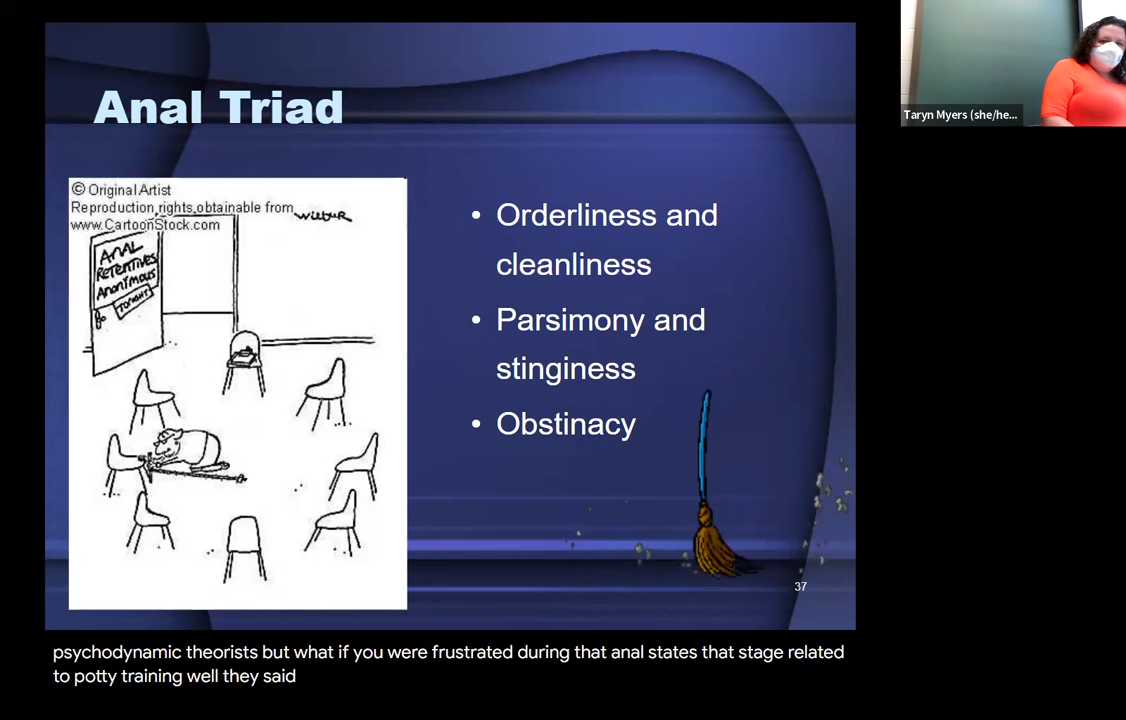 Anal Triad
© Original Artist
Reproduction rights obtainable from
www.CartoonStock.com
WILBUR
ANAL
RETENTIVES
ANONYMOUS
TONIGHT
• Orderliness and
cleanliness
• Parsimony and
stinginess
• Obstinacy
37
Taryn Myers (she/he...
psychodynamic theorists but what if you were frustrated during that anal states that stage related
to potty training well they said